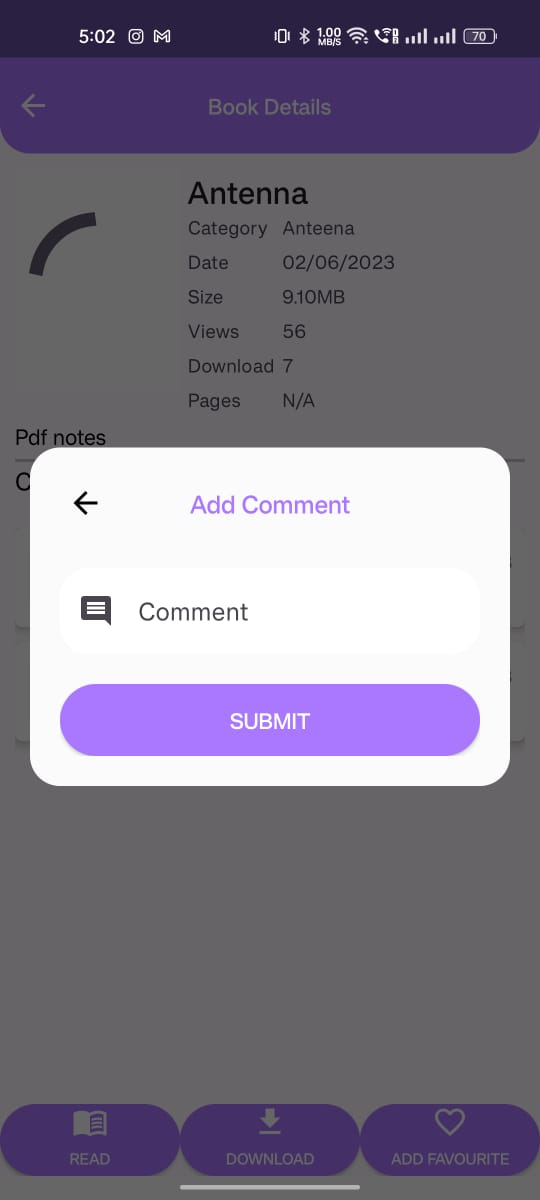 5:02 1.00 MB/S 70
Book Details
Antenna
Category Anteena
Date 02/06/2023
Size 9.10MB
Views 56
Download 7
Pages N/A
Pdf notes
C
Add Comment
Comment
SUBMIT
READ DOWNLOAD ADD FAVOURITE